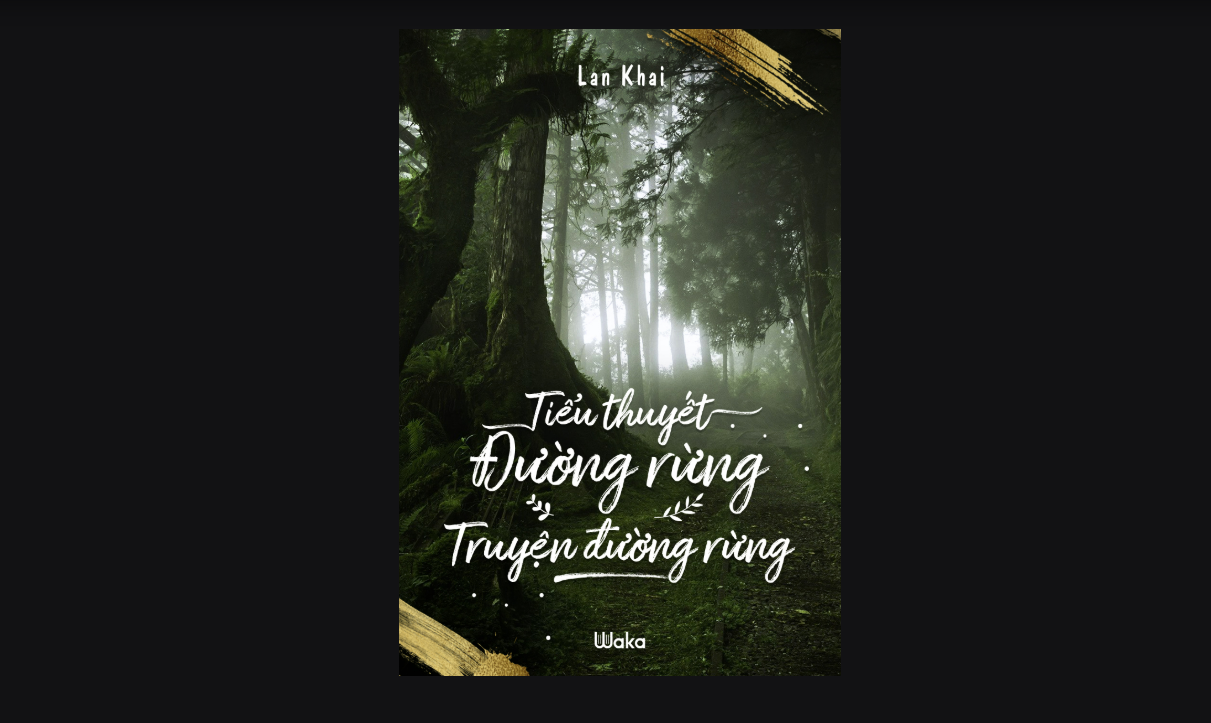 Lan Khai
Tiểu thuyết
Đường rừng
Truyện đường rừng
Waka